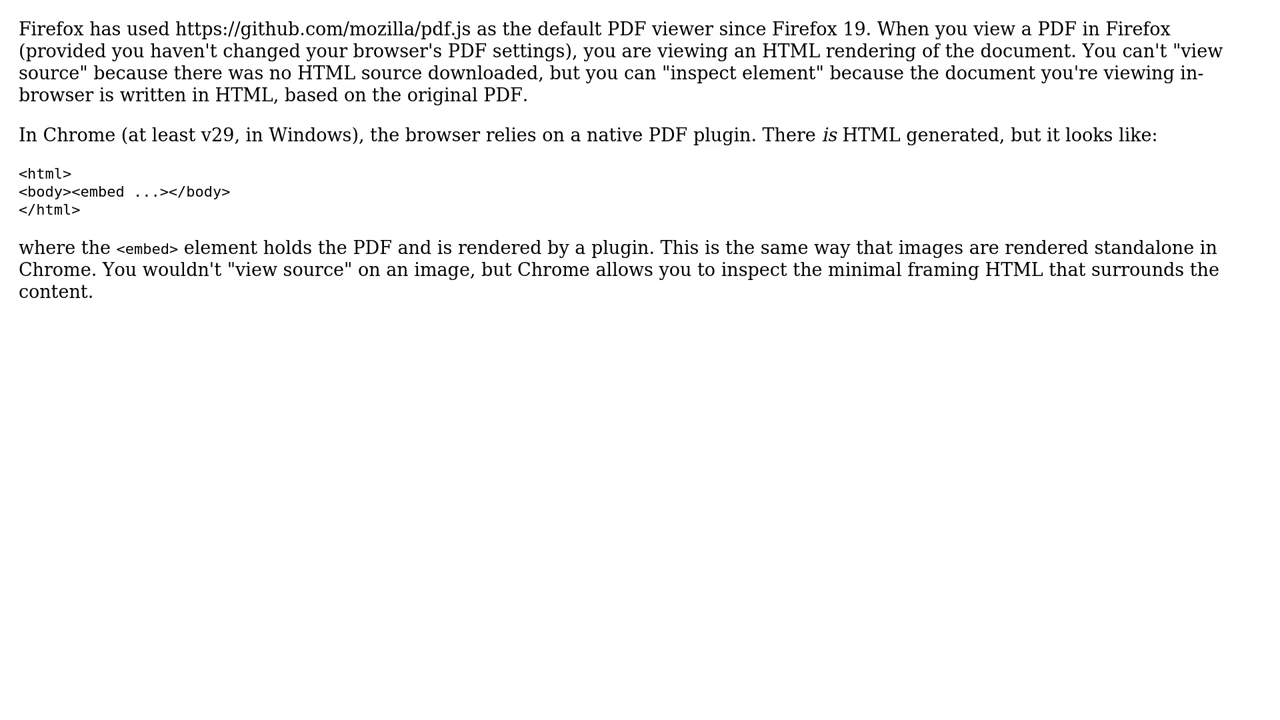 Firefox has used https://github.com/mozilla/pdf.js as the default PDF viewer since Firefox 19. When you view a PDF in Firefox
(provided you haven't changed your browser's PDF settings), you are viewing an HTML rendering of the document. You can't "view
source" because there was no HTML source downloaded, but you can "inspect element" because the document you're viewing in-
browser is written in HTML, based on the original PDF.
In Chrome (at least v29, in Windows), the browser relies on a native PDF plugin. There is HTML generated, but it looks like:
<html>
<body><embed ...></body>
</html>
where the <embed> element holds the PDF and is rendered by a plugin. This is the same way that images are rendered standalone in
Chrome. You wouldn't "view source" on an image, but Chrome allows you to inspect the minimal framing HTML that surrounds the
content.